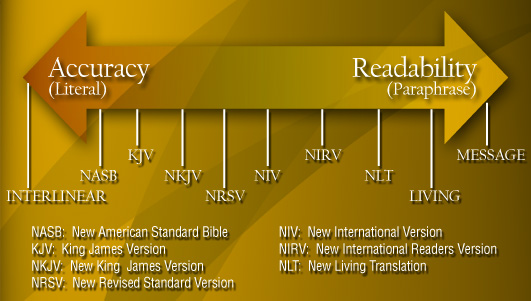 Accuracy
(Literal)
Readability
(Paraphrase)
INTERLINEAR
NASB
KJV
NKJV
NRSV
NIV
NIRV
NLT
LIVING
MESSAGE
NASB: New American Standard Bible
KJV: King James Version
NKJV: New King James Version
NRSV: New Revised Standard Version
NIV: New International Version
NIRV: New International Readers Version
NLT: New Living Translation